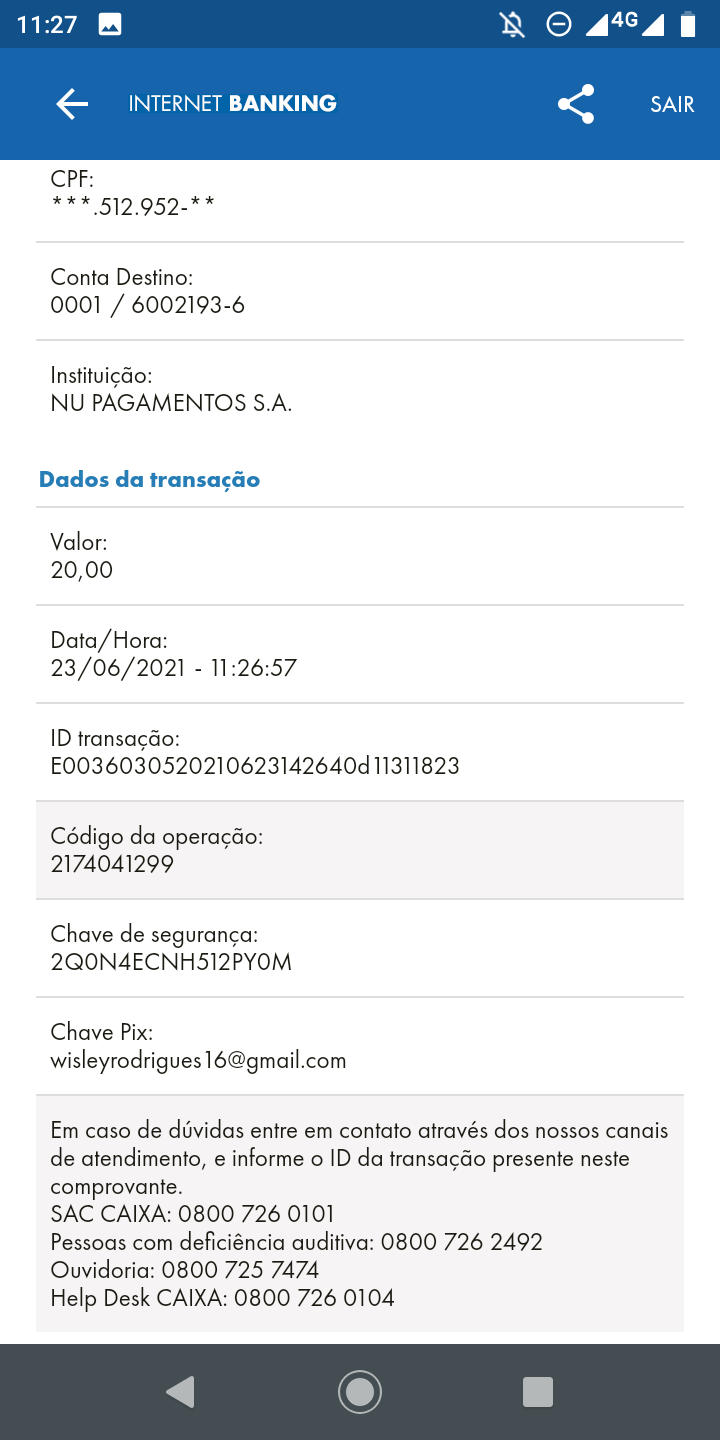 11:27
4G
INTERNET BANKING
SAIR
CPF:
***.512.952-**
Conta Destino:
0001 / 6002193-6
Instituição:
NU PAGAMENTOS S.A.
Dados da transação
Valor:
20,00
Data/Hora:
23/06/2021 - 11:26:57
ID transação:
E00360305202106231426​40d11311823
Código da operação:
2174041299
Chave de segurança:
2Q0N4ECNH512PY0M
Chave Pix:
wisleyrodrigues16@gmail.com
Em caso de dúvidas entre em contato através dos nossos canais
de atendimento, e informe o ID da transação presente neste
comprovante.
SAC CAIXA: 0800 726 0101
Pessoas com deficiência auditiva: 0800 726 2492
Ouvidoria: 0800 725 7474
Help Desk CAIXA: 0800 726 0104